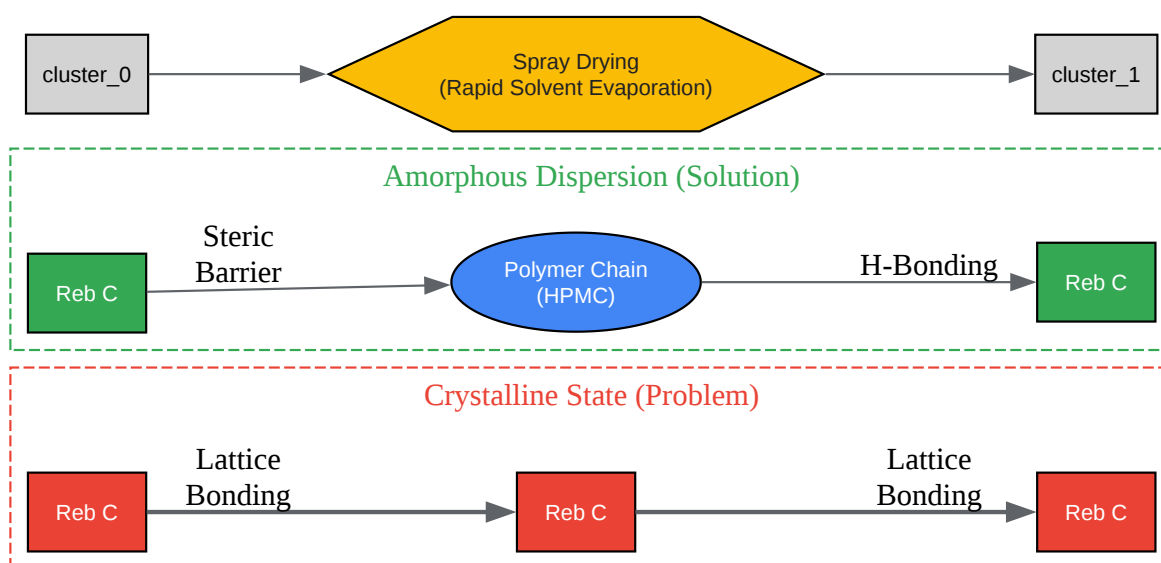 cluster_0
Spray Drying
(Rapid Solvent Evaporation)
cluster_1
Amorphous Dispersion (Solution)
Reb C
Steric
Barrier
Polymer Chain
(HPMC)
H-Bonding
Reb C
Crystalline State (Problem)
Reb C
Lattice
Bonding
Reb C
Lattice
Bonding
Reb C